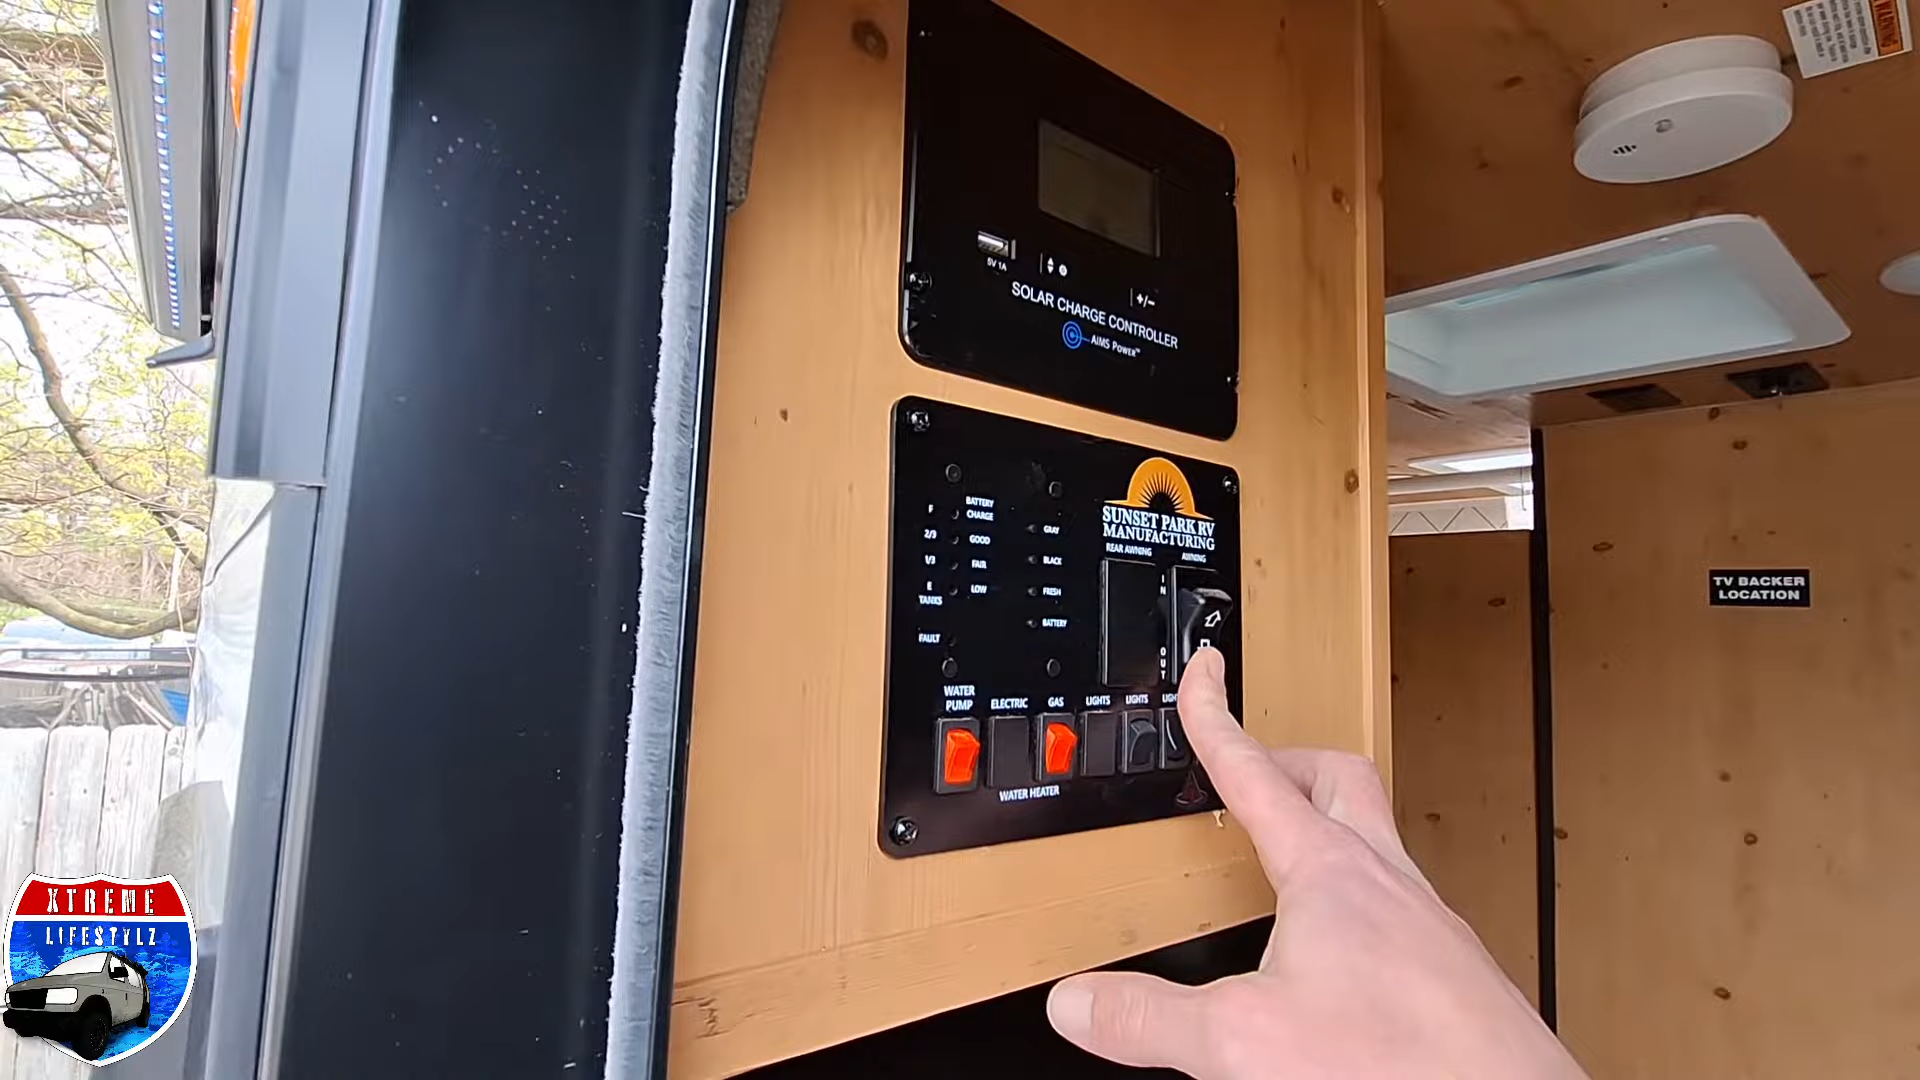 WARNING
5V 1A
+/−
SOLAR CHARGE CONTROLLER
AIMS POWER™
SUNSET PARK RV
MANUFACTURING
REAR AWNING
AWNING
F
2/3
1/3
E
TANKS
FAULT
BATTERY
CHARGE
GOOD
FAIR
LOW
GRAY
BLACK
FRESH
BATTERY
IN
OUT
WATER
PUMP
ELECTRIC
GAS
LIGHTS
LIGHTS
WATER HEATER
TV BACKER
LOCATION
XTREME
LIFESTYLZ